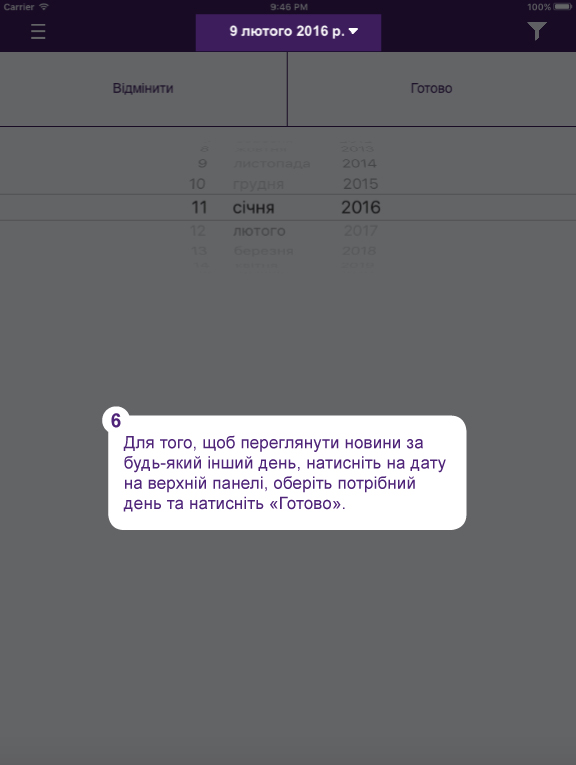 Carrier 9:46 PM 100%
9 лютого 2016 р.
Відмінити Готово
2013
9 листопада 2014
10 грудня 2015
11 січня 2016
12 лютого 2017
13 березня 2018
6
Для того, щоб переглянути новини за
будь-який інший день, натисніть на дату
на верхній панелі, оберіть потрібний
день та натисніть «Готово».